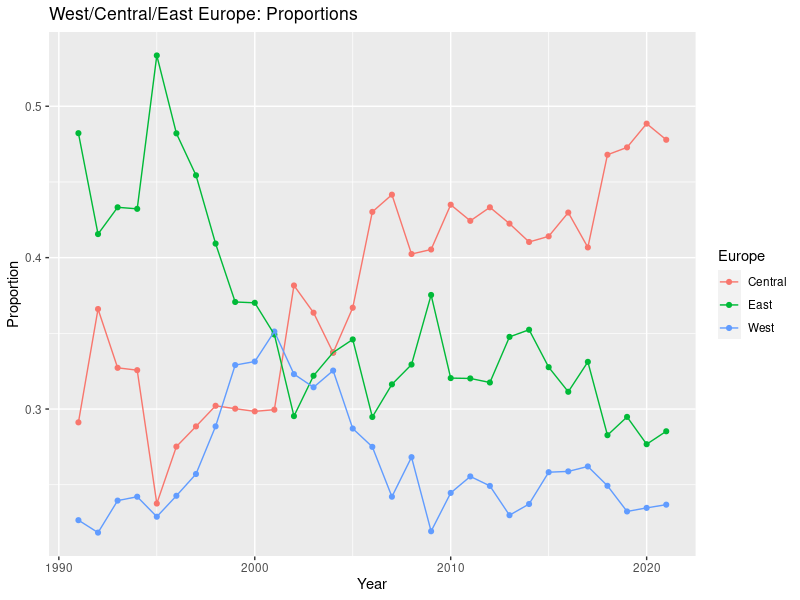 West/Central/East Europe: Proportions
0.5
0.4
0.3
Proportion
1990
2000
2010
2020
Year
Europe
Central
East
West